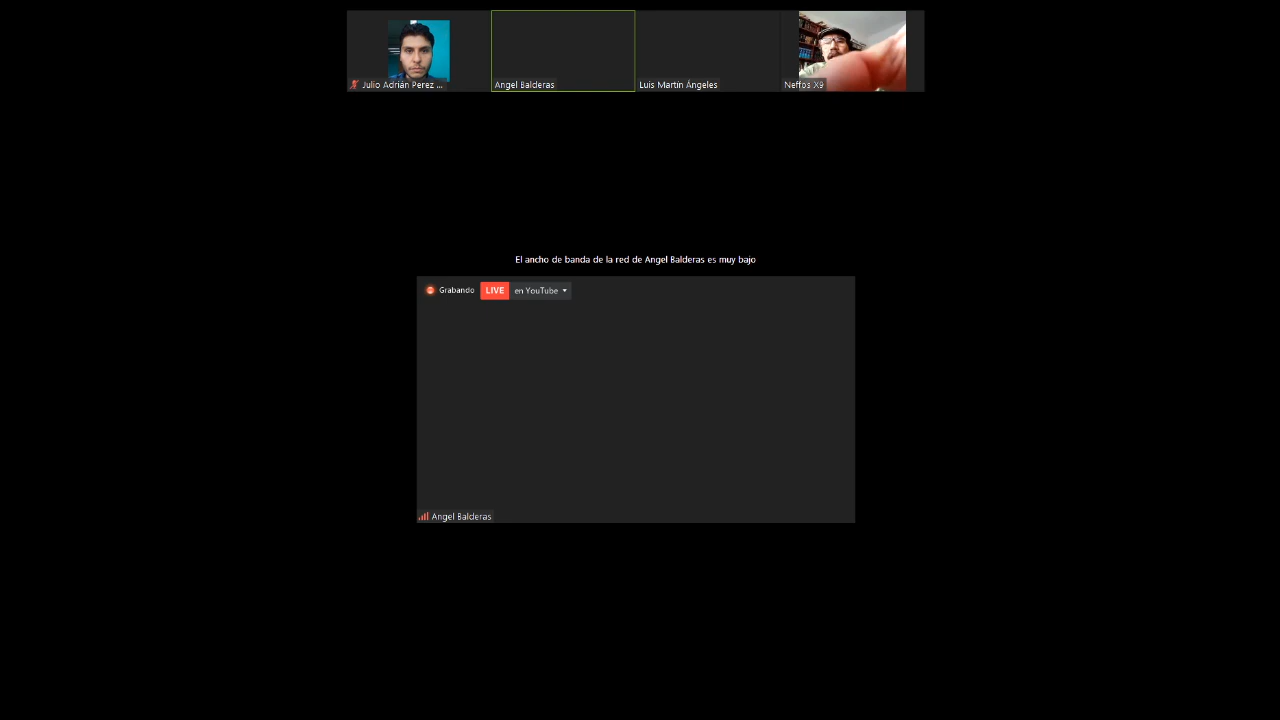 Julio Adrián Perez ...
Angel Balderas
Luis Martín Ángeles
Neffos X9
El ancho de banda de la red de Angel Balderas es muy bajo
Grabando
LIVE
en YouTube
Angel Balderas